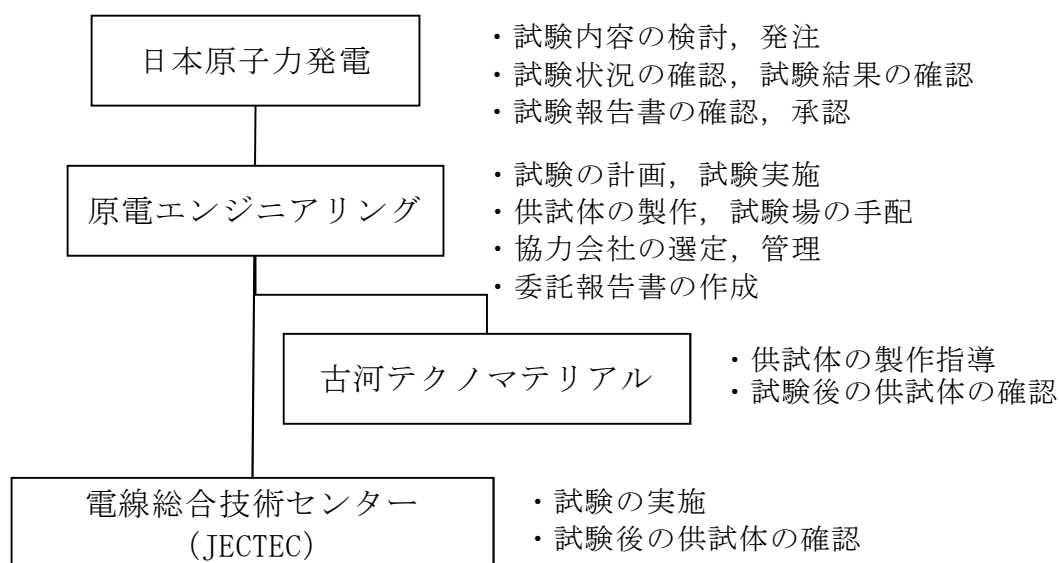 日本原子力発電
・試験内容の検討，発注
・試験状況の確認，試験結果の確認
・試験報告書の確認，承認
原電エンジニアリング
・試験の計画，試験実施
・供試体の製作，試験場の手配
・協力会社の選定，管理
・委託報告書の作成
古河テクノマテリアル
・供試体の製作指導
・試験後の供試体の確認
電線総合技術センター
（JECTEC）
・試験の実施
・試験後の供試体の確認